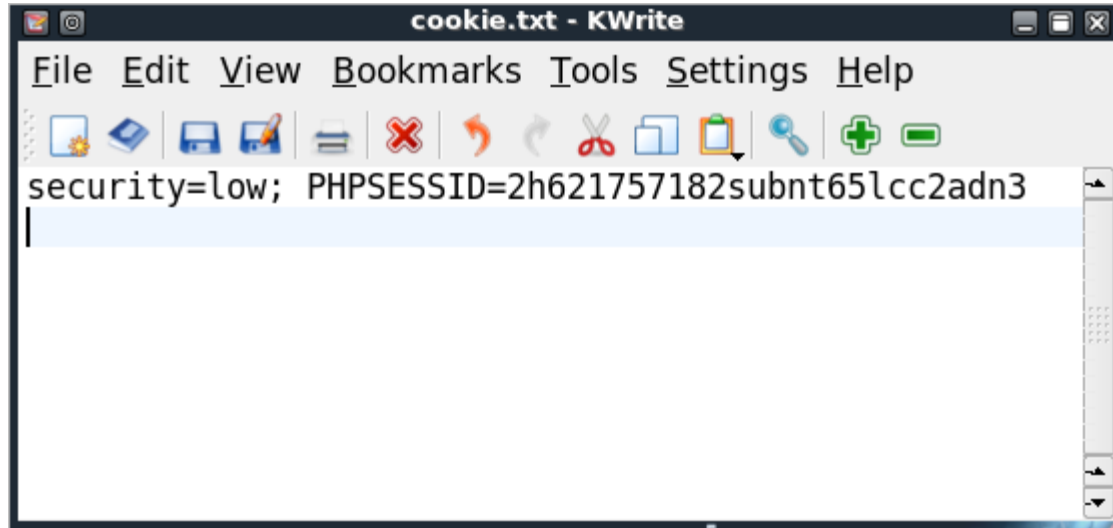 cookie.txt - KWrite
File Edit View Bookmarks Tools Settings Help
security=low; PHPSESSID=2h621757182subnt65lcc2adn3